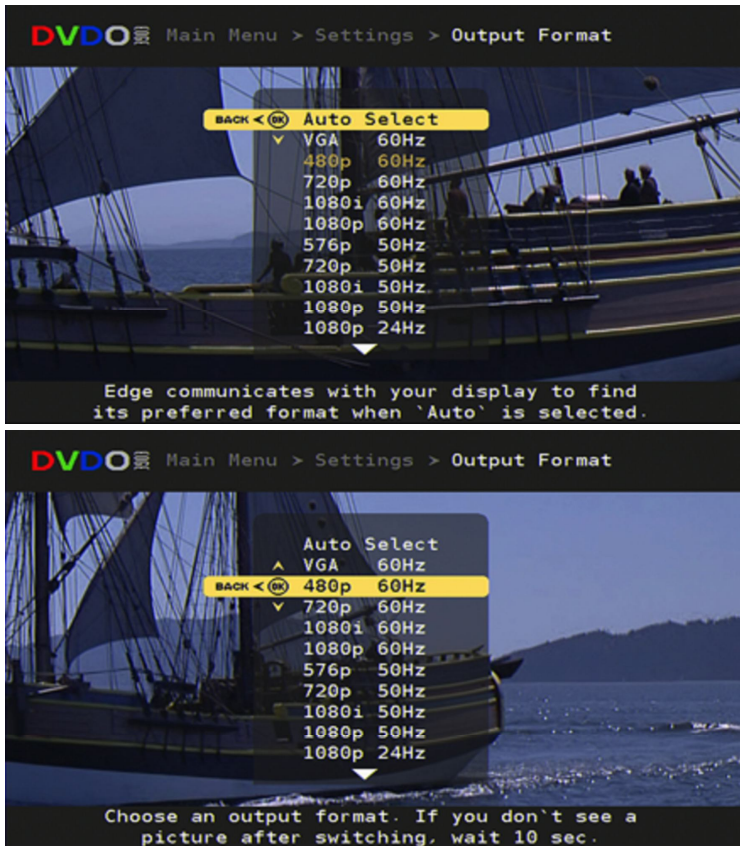 DVDO EDGE Main Menu > Settings > Output Format
BACK < OK Auto Select
VGA 60Hz
480p 60Hz
720p 60Hz
1080i 60Hz
1080p 60Hz
576p 50Hz
720p 50Hz
1080i 50Hz
1080p 50Hz
1080p 24Hz
Edge communicates with your display to find
its preferred format when `Auto` is selected.
DVDO EDGE Main Menu > Settings > Output Format
Auto Select
VGA 60Hz
BACK < OK 480p 60Hz
720p 60Hz
1080i 60Hz
1080p 60Hz
576p 50Hz
720p 50Hz
1080i 50Hz
1080p 50Hz
1080p 24Hz
Choose an output format. If you don`t see a
picture after switching, wait 10 sec.